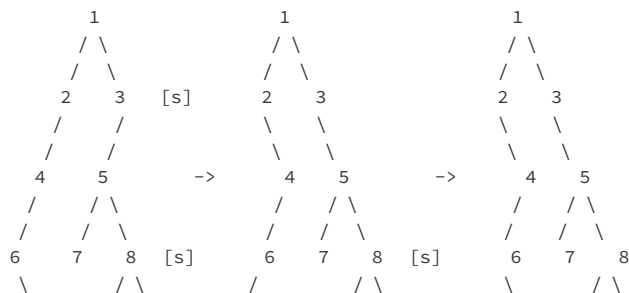 1 1 1
/ \ / \ / \
/ \ / \ / \
2 3 [s] 2 3 2 3
/ / \ \ \ \
/ / \ \ \ \
4 5 -> 4 5 -> 4 5
/ / \ / / \ / / \
/ / \ / / \ / / \
6 7 8 [s] 6 7 8 [s] 6 7 8
\ / \ / / \ \ / \